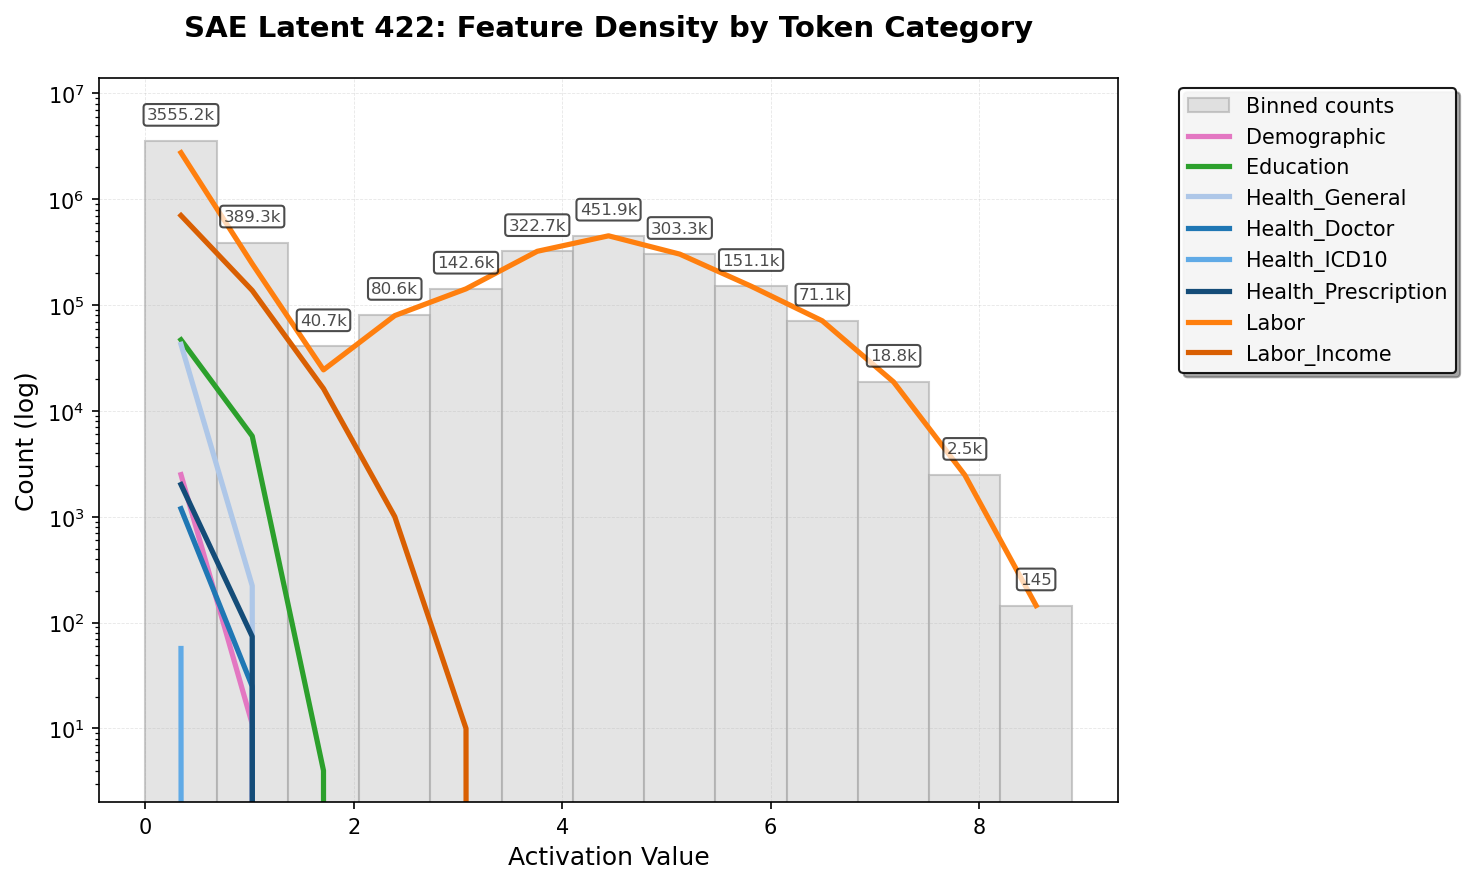 SAE Latent 422: Feature Density by Token Category
10⁷
10⁶
10⁵
10⁴
10³
10²
10¹
Count (log)
3555.2k
389.3k
40.7k
80.6k
142.6k
322.7k
451.9k
303.3k
151.1k
71.1k
18.8k
2.5k
145
0
2
4
6
8
Activation Value
Binned counts
Demographic
Education
Health_General
Health_Doctor
Health_ICD10
Health_Prescription
Labor
Labor_Income